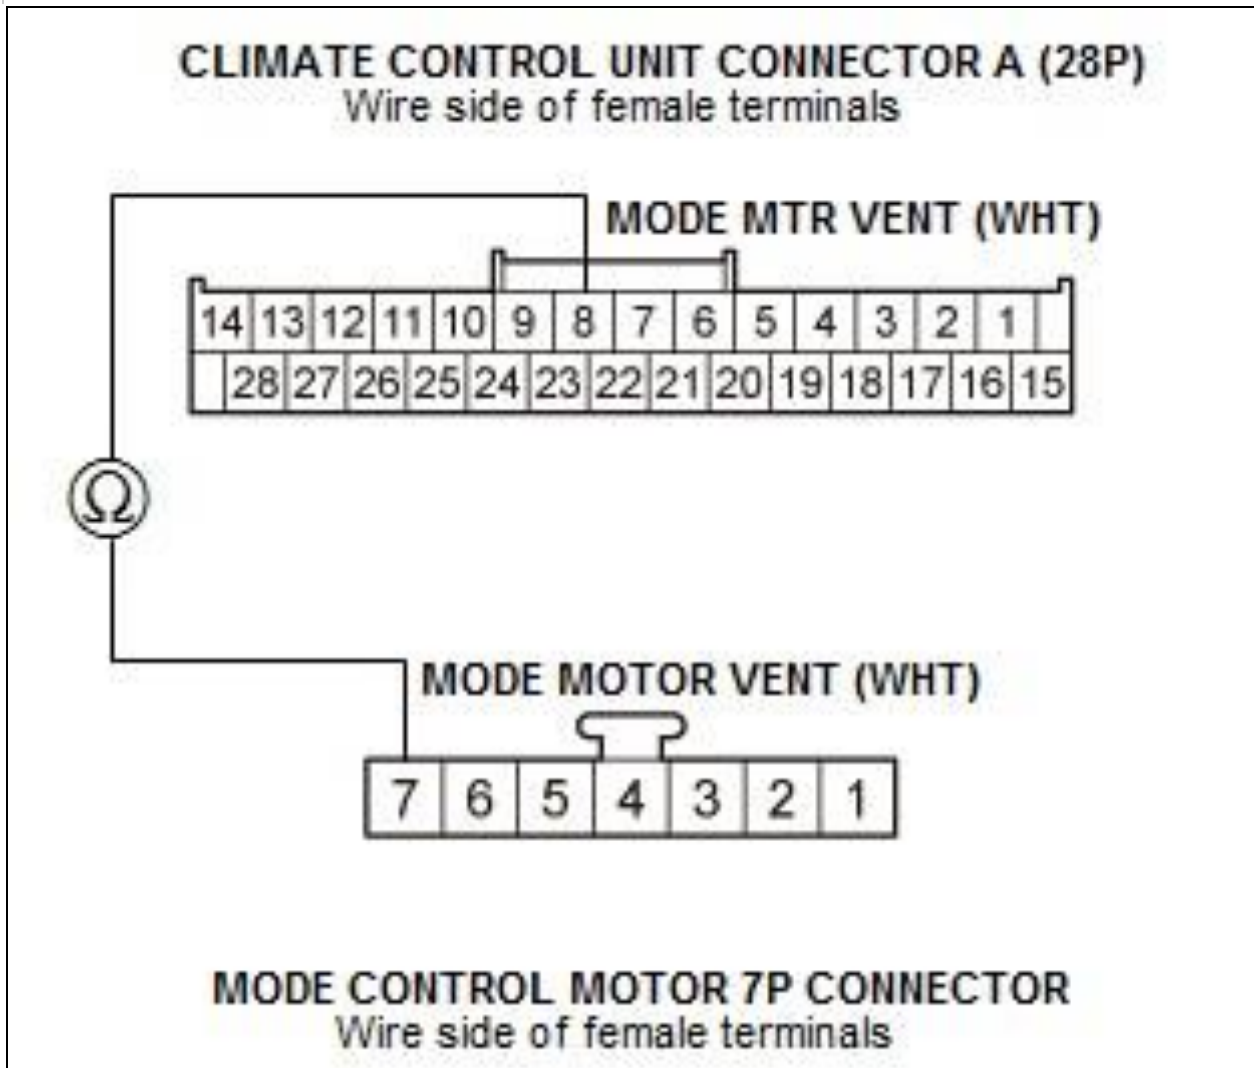 CLIMATE CONTROL UNIT CONNECTOR A (28P)
Wire side of female terminals
MODE MTR VENT (WHT)
14 13 12 11 10 9 8 7 6 5 4 3 2 1
28 27 26 25 24 23 22 21 20 19 18 17 16 15
Ω
MODE MOTOR VENT (WHT)
7 6 5 4 3 2 1
MODE CONTROL MOTOR 7P CONNECTOR
Wire side of female terminals